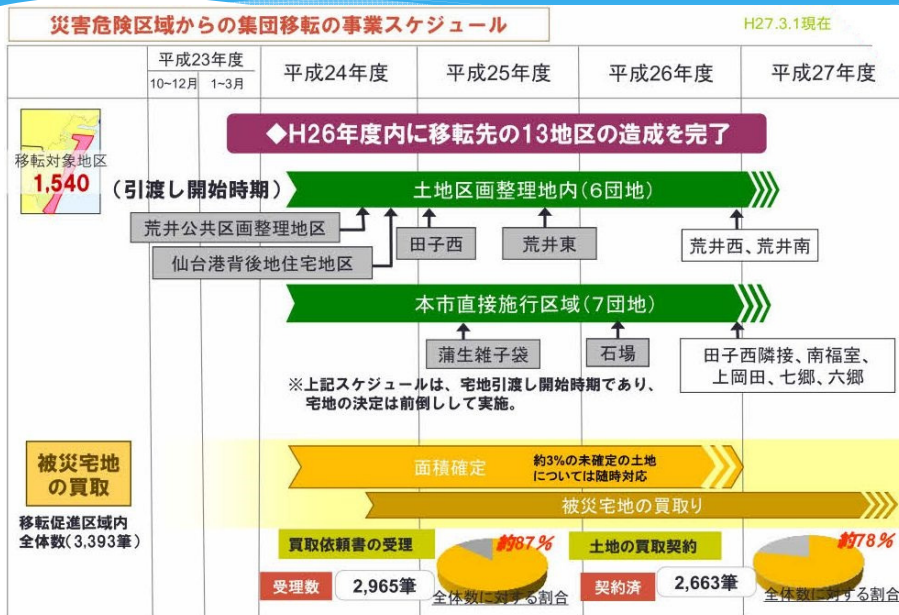 災害危険区域からの集団移転の事業スケジュール
H27.3.1現在
平成23年度
10~12月
1~3月
平成24年度
平成25年度
平成26年度
平成27年度
◆H26年度内に移転先の13地区の造成を完了
移転対象地区
1,540
(引渡し開始時期)
土地区画整理地内(6団地)
荒井公共区画整理地区
仙台港背後地住宅地区
田子西
荒井東
荒井西、荒井南
本市直接施行区域(7団地)
蒲生雑子袋
石場
田子西隣接、南福室、
上岡田、七郷、六郷
※上記スケジュールは、宅地引渡し開始時期であり、
宅地の決定は前倒しして実施。
被災宅地
の買取
移転促進区域内
全体数(3,393筆)
面積確定
約3%の未確定の土地
については随時対応
被災宅地の買取り
買取依頼書の受理
約87%
受理数
2,965筆
全体数に対する割合
土地の買取契約
約78%
契約済
2,663筆
全体数に対する割合